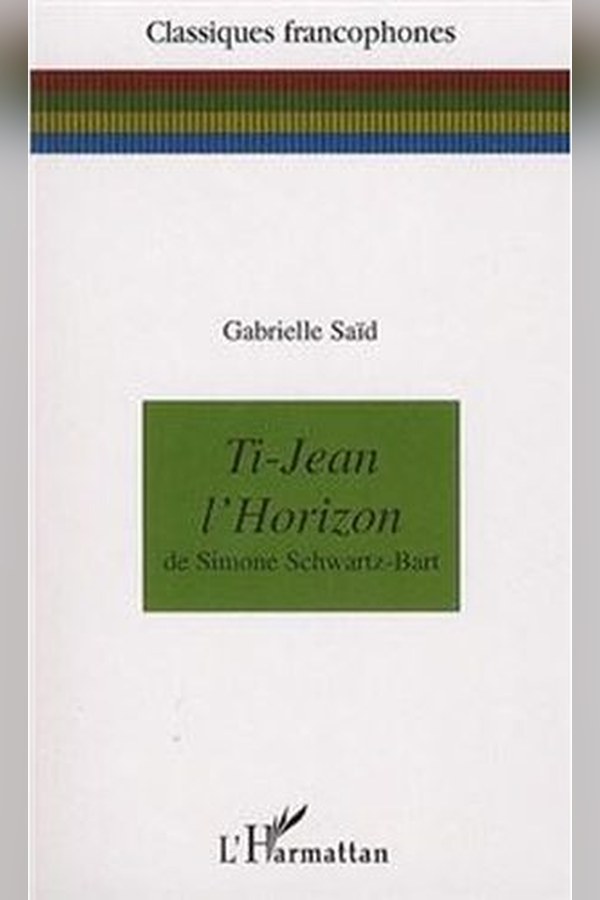 Classiques francophones
Gabrielle Saïd
Ti-Jean
l'Horizon
de Simone Schwartz-Bart
L'Harmattan